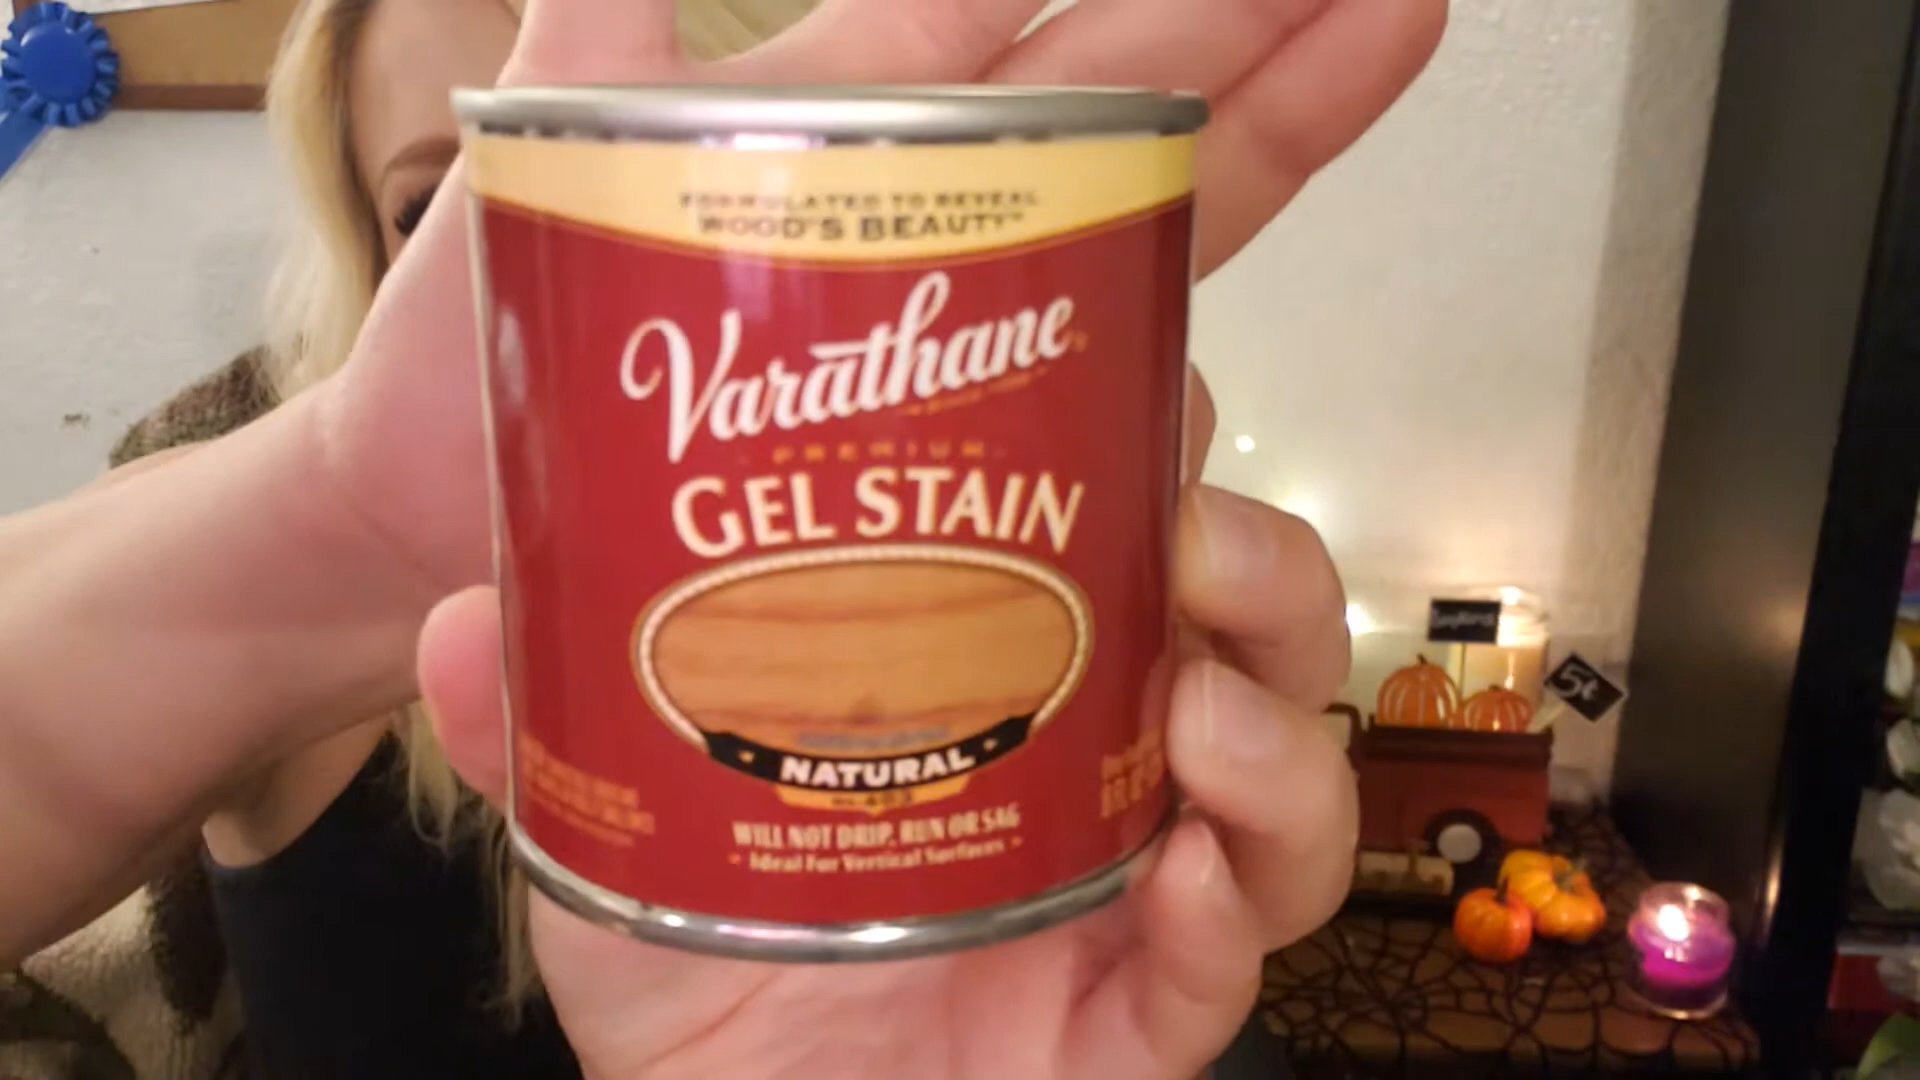 FORMULATED TO REVEAL
WOOD'S BEAUTY™
Varathane
PREMIUM
GEL STAIN
NATURAL
WILL NOT DRIP, RUN OR SAG
Ideal For Vertical Surfaces
5¢